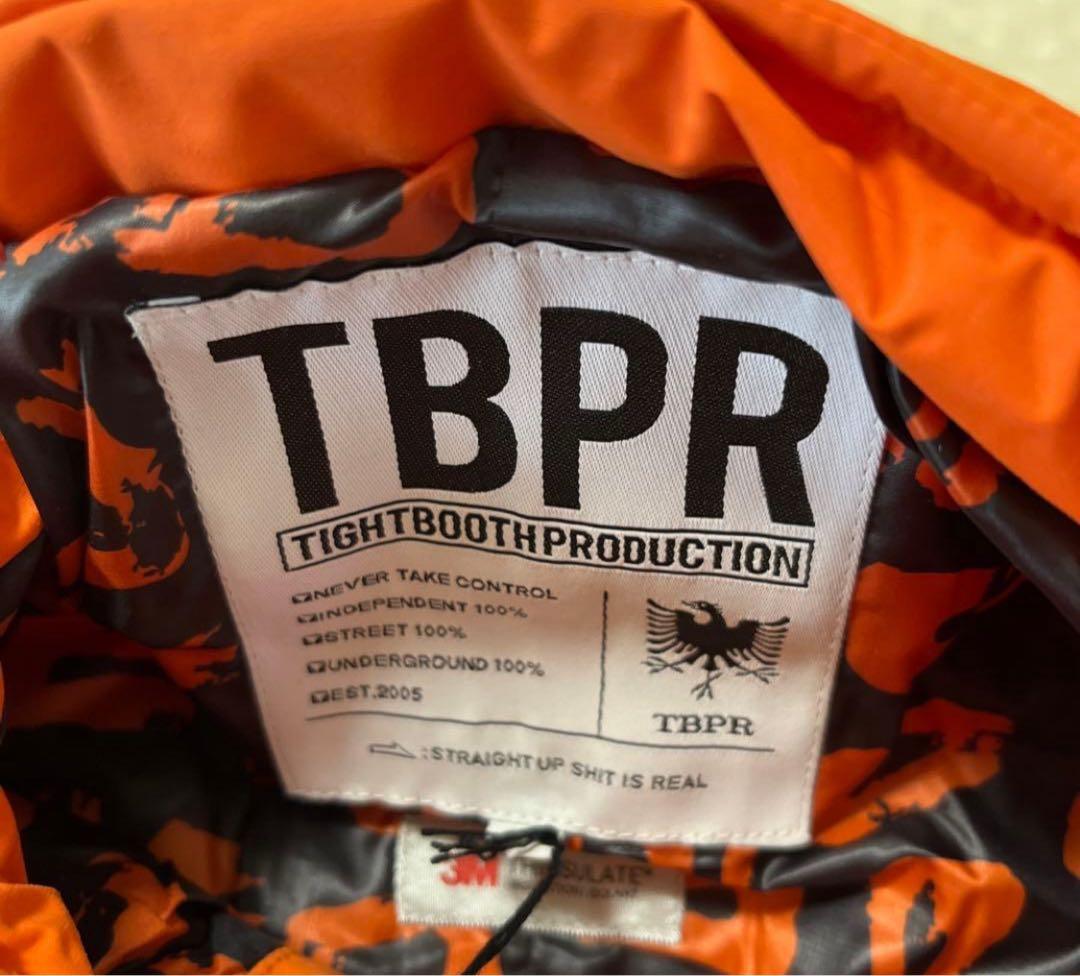 TBPR
TIGHTBOOTHPRODUCTION
NEVER TAKE CONTROL
INDEPENDENT 100%
STREET 100%
UNDERGROUND 100%
EST.2005
TBPR
:STRAIGHT UP SHIT IS REAL
3M